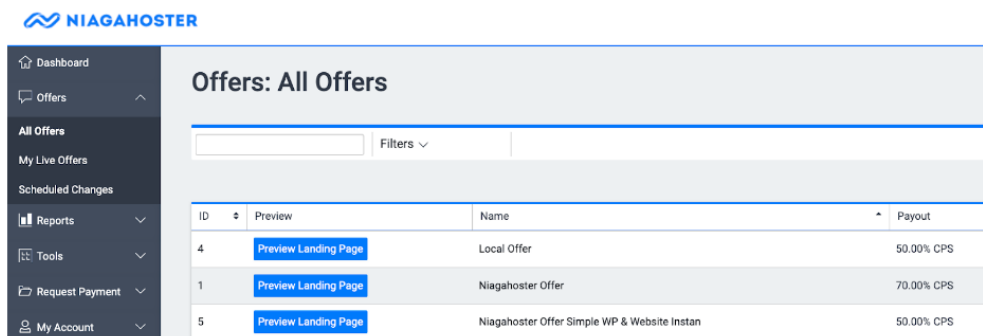 NIAGAHOSTER
Dashboard
Offers
All Offers
My Live Offers
Scheduled Changes
Reports
Tools
Request Payment
My Account
Offers: All Offers
Filters
ID Preview Name Payout
4 Preview Landing Page Local Offer 50.00% CPS
1 Preview Landing Page Niagahoster Offer 70.00% CPS
5 Preview Landing Page Niagahoster Offer Simple WP & Website Instan 50.00% CPS